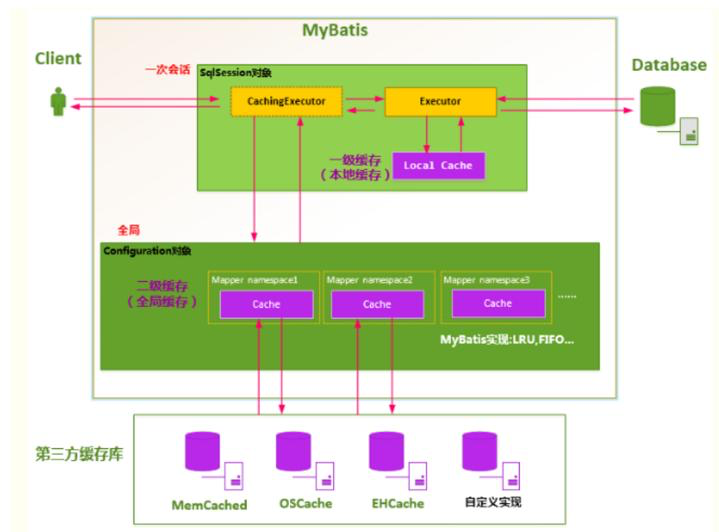 MyBatis
Client
一次会话
SqlSession对象
Database
CachingExecutor
Executor
一级缓存
（本地缓存）
Local Cache
全局
Configuration对象
二级缓存
（全局缓存）
Mapper namespace1
Mapper namespace2
Mapper namespace3
Cache
Cache
Cache
......
MyBatis实现:LRU,FIFO...
第三方缓存库
MemCached
OSCache
EHCache
自定义实现